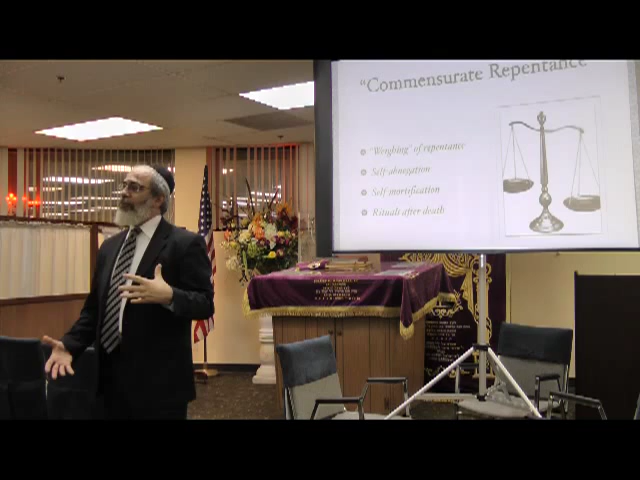 “Commensurate Repentance
‘Weighing’ of repentance
Self-abnegation
Self mortification
Rituals after death